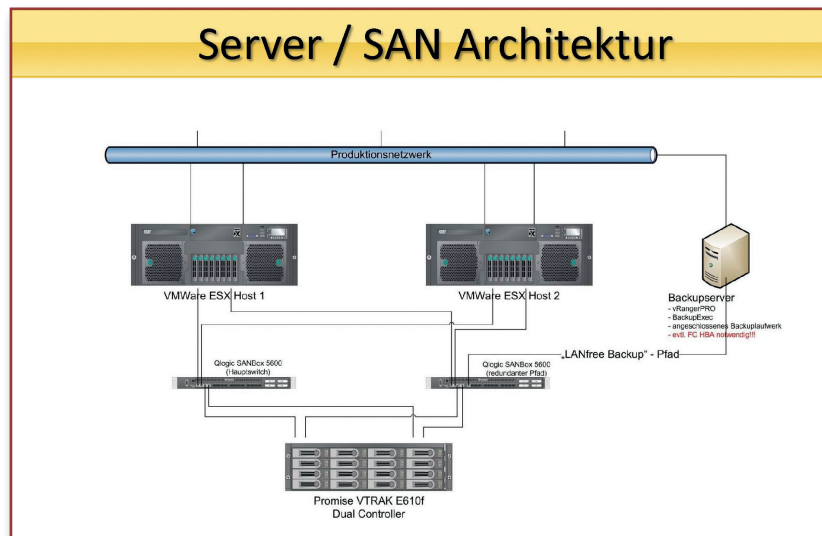 Server / SAN Architektur
Produktionsnetzwerk
VMWare ESX Host 1
VMWare ESX Host 2
Backupserver
- vRangerPRO
- BackupExec
- angeschlossenes Backuplaufwerk
- evtl. FC HBA notwendig!!!
„LANfree Backup" - Pfad
Qlogic SANBox 5600
(Hauptswitch)
Qlogic SANBox 5600
(redundanter Pfad)
Promise VTRAK E610f
Dual Controller